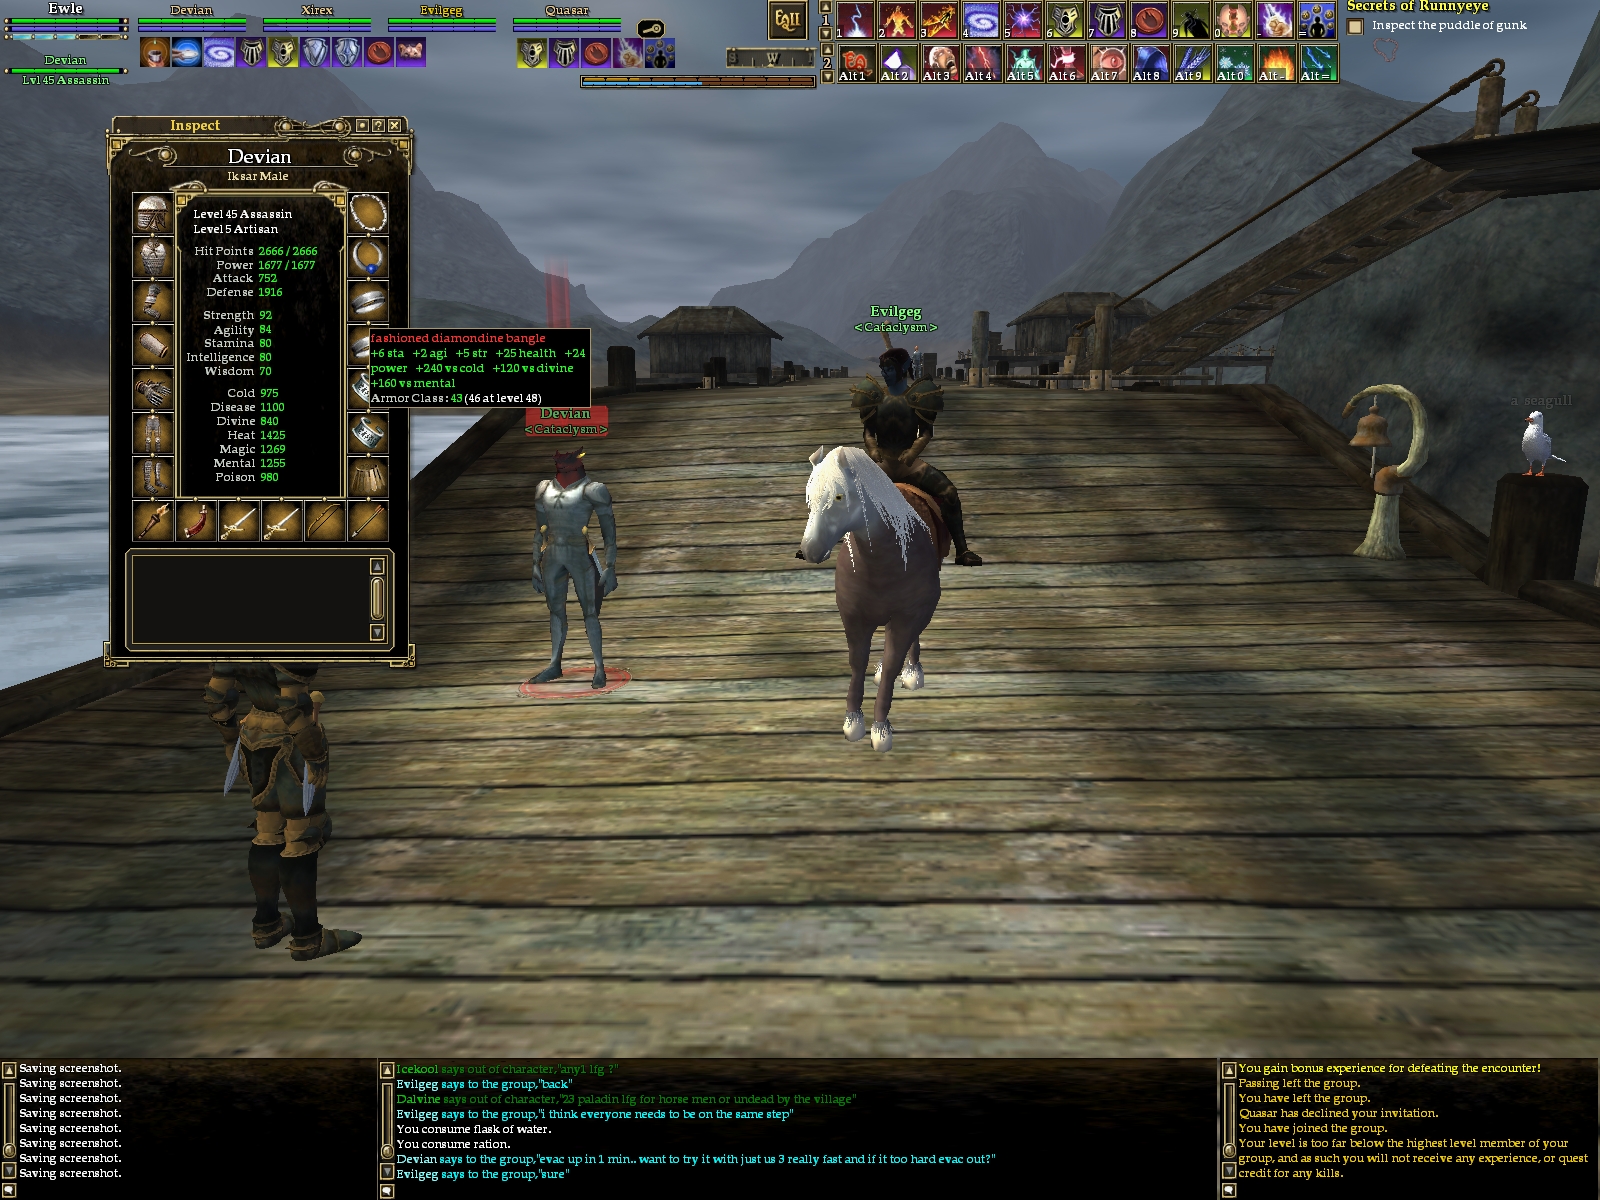 Ewle
Devian
Xirex
Evilgeg
Quasar
Devian
Lvl 45 Assassin
EQII
S W
1
1 2 3 4 5 6 7 8 9 0 - =
2
Alt 1 Alt 2 Alt 3 Alt 4 Alt 5 Alt 6 Alt 7 Alt 8 Alt 9 Alt 0 Alt - Alt =
Secrets of Runnyeye
Inspect the puddle of gunk
Inspect
Devian
Iksar Male
Level 45 Assassin
Level 5 Artisan
Hit Points 2666 / 2666
Power 1677 / 1677
Attack 752
Defense 1916
Strength 92
Agility 84
Stamina 80
Intelligence 80
Wisdom 70
Cold 975
Disease 1100
Divine 840
Heat 1425
Magic 1269
Mental 1255
Poison 980
fashioned diamondine bangle
+6 sta +2 agi +5 str +25 health +24
power +240 vs cold +120 vs divine
+160 vs mental
Armor Class: 43 (46 at level 48)
Devian
<Cataclysm>
Evilgeg
<Cataclysm>
a seagull
Saving screenshot.
Saving screenshot.
Saving screenshot.
Saving screenshot.
Saving screenshot.
Saving screenshot.
Saving screenshot.
Saving screenshot.
Icekool says out of character,"any1 lfg ?"
Evilgeg says to the group,"back"
Dalvine says out of character,"23 paladin lfg for horse men or undead by the village"
Evilgeg says to the group,"i think everyone needs to be on the same step"
You consume flask of water.
You consume ration.
Devian says to the group,"evac up in 1 min.. want to try it with just us 3 really fast and if it too hard evac out?"
Evilgeg says to the group,"sure"
You gain bonus experience for defeating the encounter!
Passing left the group.
You have left the group.
Quasar has declined your invitation.
You have joined the group.
Your level is too far below the highest level member of your
group, and as such you will not receive any experience, or quest
credit for any kills.